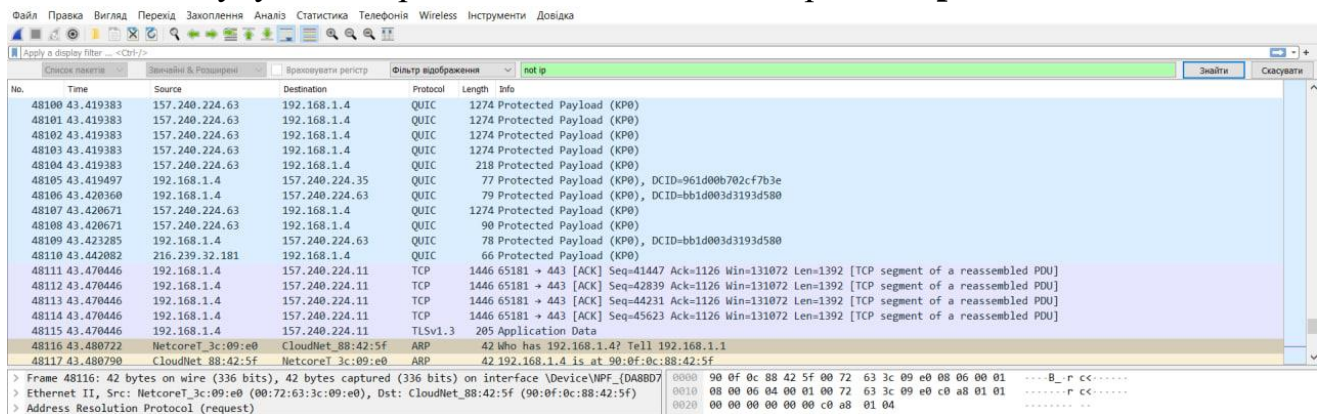 Файл Правка Вигляд Перехід Захоплення Аналіз Статистика Телефонія Wireless Інструменти Довідка
Apply a display filter ... <Ctrl-/>
Список пакетів Звичайні & Розширені Враховувати регістр Фільтр відображення not ip Знайти Скасувати
No. Time Source Destination Protocol Length Info
48100 43.419383 157.240.224.63 192.168.1.4 QUIC 1274 Protected Payload (KP0)
48101 43.419383 157.240.224.63 192.168.1.4 QUIC 1274 Protected Payload (KP0)
48102 43.419383 157.240.224.63 192.168.1.4 QUIC 1274 Protected Payload (KP0)
48103 43.419383 157.240.224.63 192.168.1.4 QUIC 1274 Protected Payload (KP0)
48104 43.419383 157.240.224.63 192.168.1.4 QUIC 218 Protected Payload (KP0)
48105 43.419497 192.168.1.4 157.240.224.35 QUIC 77 Protected Payload (KP0), DCID=961d00b702cf7b3e
48106 43.420360 192.168.1.4 157.240.224.63 QUIC 79 Protected Payload (KP0), DCID=bb1d003d3193d580
48107 43.420671 157.240.224.63 192.168.1.4 QUIC 1274 Protected Payload (KP0)
48108 43.420671 157.240.224.63 192.168.1.4 QUIC 90 Protected Payload (KP0)
48109 43.423285 192.168.1.4 157.240.224.63 QUIC 78 Protected Payload (KP0), DCID=bb1d003d3193d580
48110 43.442082 216.239.32.181 192.168.1.4 QUIC 66 Protected Payload (KP0)
48111 43.470446 192.168.1.4 157.240.224.11 TCP 1446 65181 → 443 [ACK] Seq=41447 Ack=1126 Win=131072 Len=1392 [TCP segment of a reassembled PDU]
48112 43.470446 192.168.1.4 157.240.224.11 TCP 1446 65181 → 443 [ACK] Seq=42839 Ack=1126 Win=131072 Len=1392 [TCP segment of a reassembled PDU]
48113 43.470446 192.168.1.4 157.240.224.11 TCP 1446 65181 → 443 [ACK] Seq=44231 Ack=1126 Win=131072 Len=1392 [TCP segment of a reassembled PDU]
48114 43.470446 192.168.1.4 157.240.224.11 TCP 1446 65181 → 443 [ACK] Seq=45623 Ack=1126 Win=131072 Len=1392 [TCP segment of a reassembled PDU]
48115 43.470446 192.168.1.4 157.240.224.11 TLSv1.3 205 Application Data
48116 43.480722 NetcoreT_3c:09:e0 CloudNet_88:42:5f ARP 42 Who has 192.168.1.4? Tell 192.168.1.1
48117 43.480790 CloudNet_88:42:5f NetcoreT_3c:09:e0 ARP 42 192.168.1.4 is at 90:0f:0c:88:42:5f
> Frame 48116: 42 bytes on wire (336 bits), 42 bytes captured (336 bits) on interface \Device\NPF_{DA8BD7
> Ethernet II, Src: NetcoreT_3c:09:e0 (00:72:63:3c:09:e0), Dst: CloudNet_88:42:5f (90:0f:0c:88:42:5f)
> Address Resolution Protocol (request)
0000 90 0f 0c 88 42 5f 00 72 63 3c 09 e0 08 06 00 01 ····B_·r c<······
0010 08 00 06 04 00 01 00 72 63 3c 09 e0 c0 a8 01 01 ·······r c<······
0020 00 00 00 00 00 00 c0 a8 01 04 ········ ··